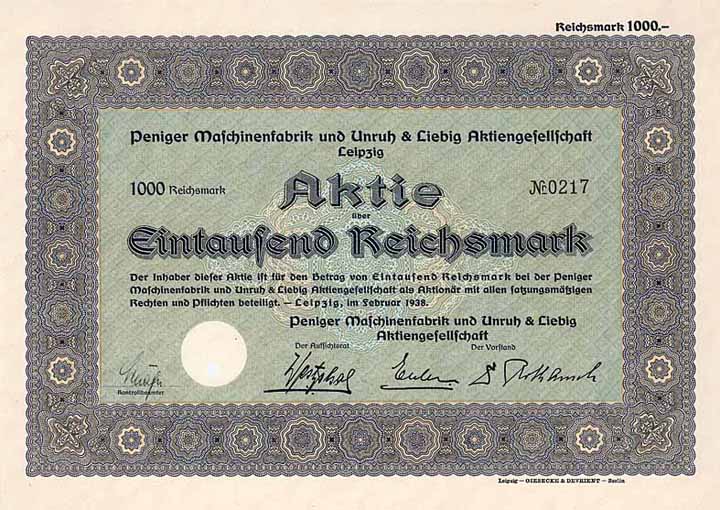 Reichsmark 1000.–
Peniger Maſchinenfabrik und Unruh & Liebig Aktiengeſellſchaft
Leipzig
1000 Reichsmark Aktie № 0217
über
Eintauſend Reichsmark
Der Inhaber dieſer Aktie iſt für den Betrag von Eintauſend Reichsmark bei der Peniger
Maſchinenfabrik und Unruh & Liebig Aktiengeſellſchaft als Aktionär mit allen ſatzungsmäßigen
Rechten und Pflichten beteiligt. – Leipzig, im Februar 1938.
Peniger Maſchinenfabrik und Unruh & Liebig
Aktiengeſellſchaft
Der Aufſichtsrat Der Vorſtand
Kontrollbeamter
Leipzig — GIESECKE & DEVRIENT — Berlin